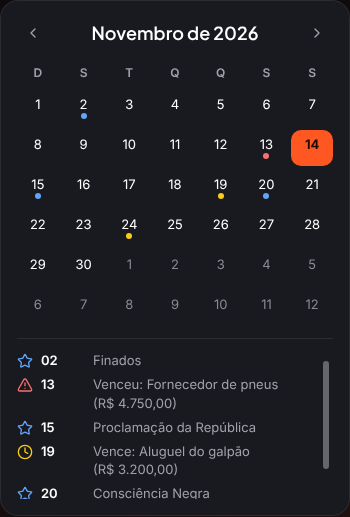 Novembro de 2026
D S T Q Q S S
1 2 3 4 5 6 7
8 9 10 11 12 13 14
15 16 17 18 19 20 21
22 23 24 25 26 27 28
29 30 1 2 3 4 5
6 7 8 9 10 11 12
02 Finados
13 Venceu: Fornecedor de pneus
(R$ 4.750,00)
15 Proclamação da República
19 Vence: Aluguel do galpão
(R$ 3.200,00)
20 Consciência Negra